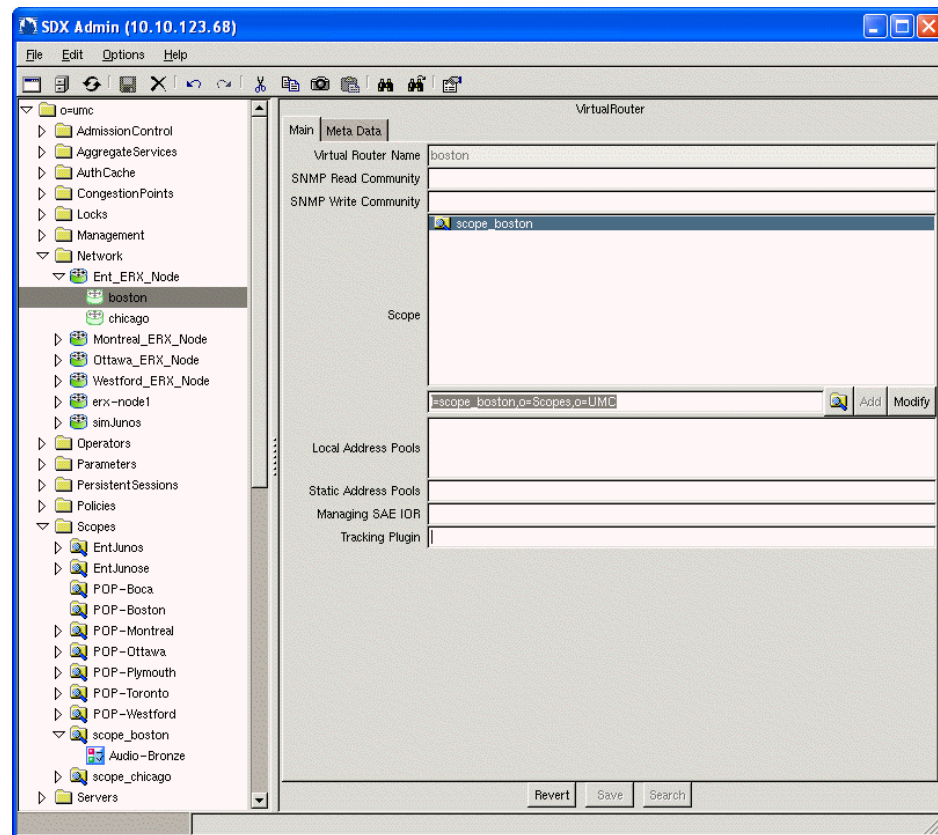 SDX Admin (10.10.123.68)
File Edit Options Help
o=umc
AdmissionControl
AggregateServices
AuthCache
CongestionPoints
Locks
Management
Network
Ent_ERX_Node
boston
chicago
Montreal_ERX_Node
Ottawa_ERX_Node
Westford_ERX_Node
erx-node1
simJunos
Operators
Parameters
PersistentSessions
Policies
Scopes
EntJunos
EntJunose
POP-Boca
POP-Boston
POP-Montreal
POP-Ottawa
POP-Plymouth
POP-Toronto
POP-Westford
scope_boston
Audio-Bronze
scope_chicago
Servers
VirtualRouter
Main Meta Data
Virtual Router Name boston
SNMP Read Community
SNMP Write Community
scope_boston
Scope
=scope_boston,o=Scopes,o=UMC Add Modify
Local Address Pools
Static Address Pools
Managing SAE IOR
Tracking Plugin
Revert Save Search